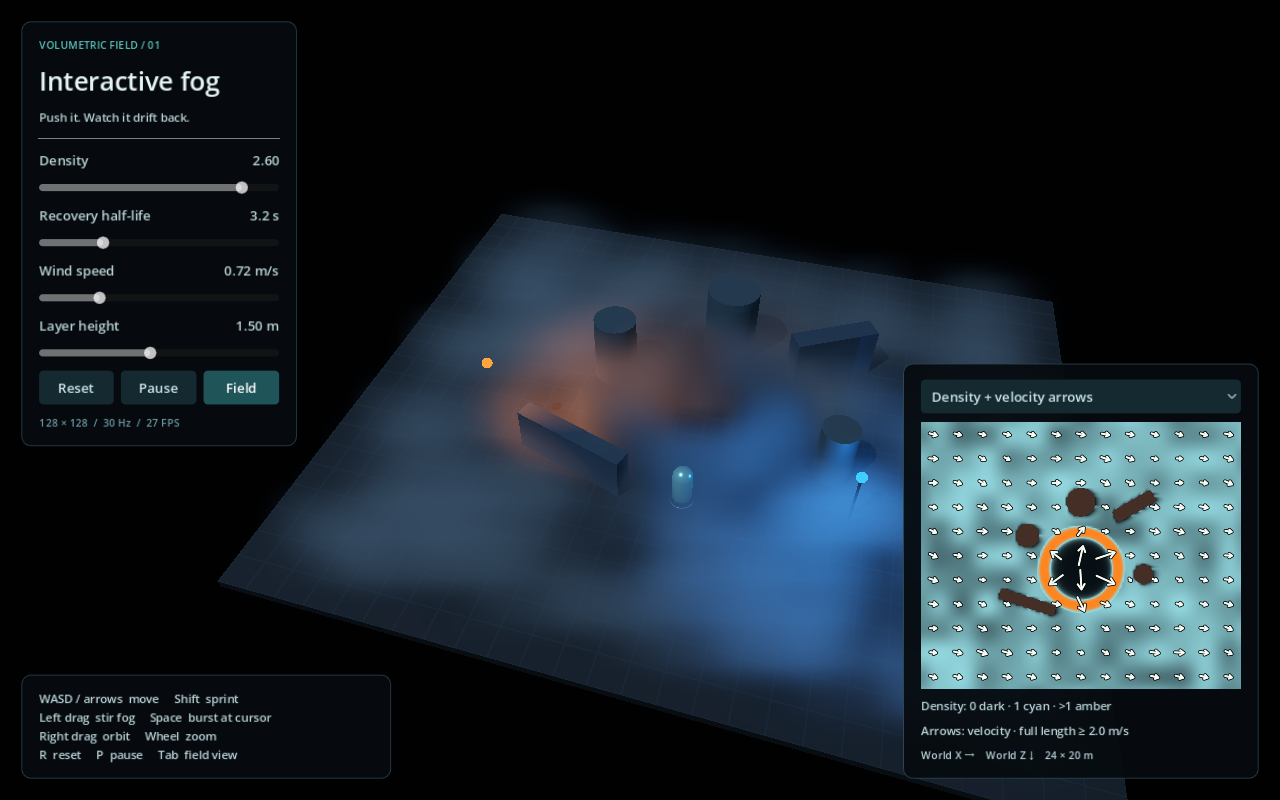 VOLUMETRIC FIELD / 01
Interactive fog
Push it. Watch it drift back.
Density 2.60
Recovery half-life 3.2 s
Wind speed 0.72 m/s
Layer height 1.50 m
Reset Pause Field
128 × 128 / 30 Hz / 27 FPS
Density + velocity arrows
Density: 0 dark · 1 cyan · >1 amber
Arrows: velocity · full length ≥ 2.0 m/s
World X → World Z ↓ 24 × 20 m
WASD / arrows move Shift sprint
Left drag stir fog Space burst at cursor
Right drag orbit Wheel zoom
R reset P pause Tab field view